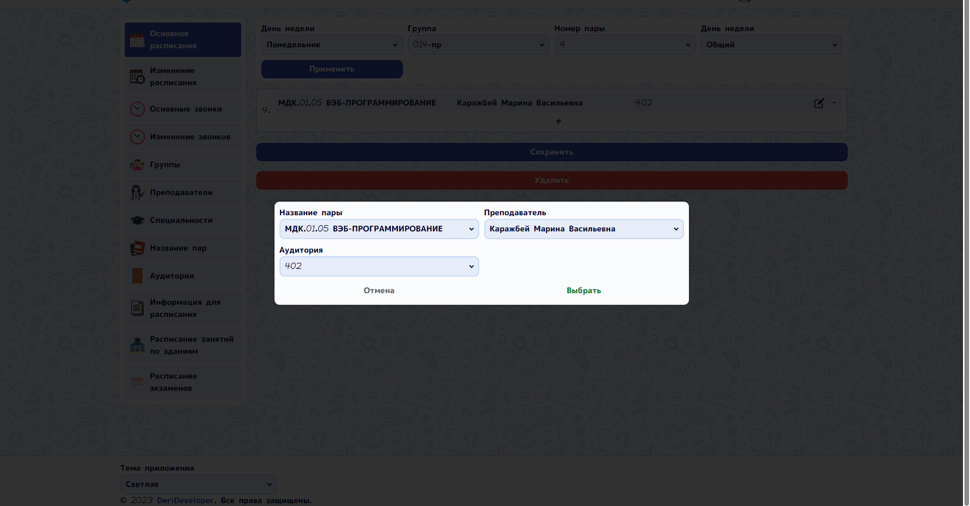 Основное
расписание
Изменение
расписания
Основные звонки
Изменение звонков
Группы
Преподаватели
Специальности
Название пар
Аудитории
Информация для
расписания
Расписание занятий
по зданиям
Расписание
экзаменов
День недели Группа Номер пары День недели
Понедельник 014-пр 4 Общий
Применить
4. МДК.01.05 ВЭБ-ПРОГРАММИРОВАНИЕ Каражбей Марина Васильевна 402 -
+
Сохранить
Удалить
Название пары Преподаватель
МДК.01.05 ВЭБ-ПРОГРАММИРОВАНИЕ Каражбей Марина Васильевна
Аудитория
402
Отмена Выбрать
Тема приложения
Светлая
© 2023 DeriDeveloper. Все права защищены.